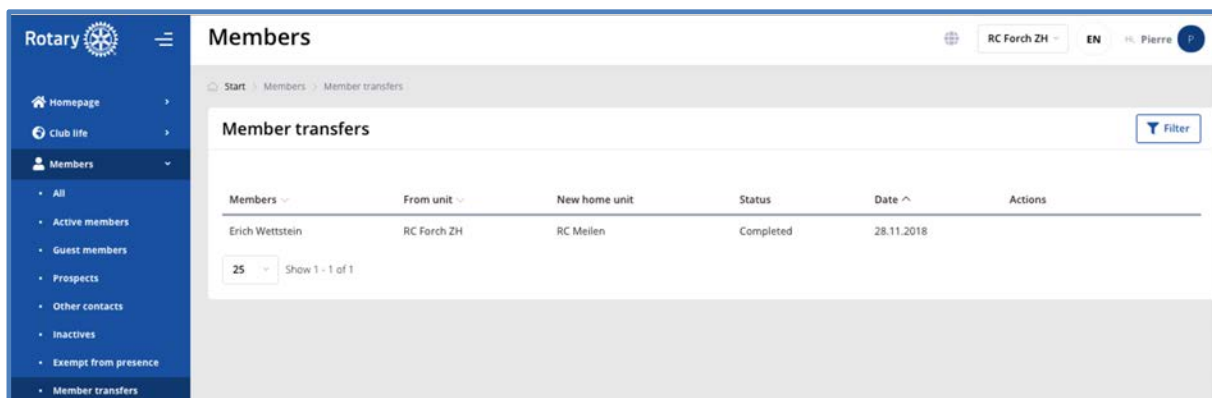 Rotary
Members
RC Forch ZH
EN
Hi, Pierre
P
Start > Members > Member transfers
Homepage
Club life
Members
All
Active members
Guest members
Prospects
Other contacts
Inactives
Exempt from presence
Member transfers
Member transfers
Filter
Members From unit New home unit Status Date Actions
Erich Wettstein RC Forch ZH RC Meilen Completed 28.11.2018
25 Show 1 - 1 of 1